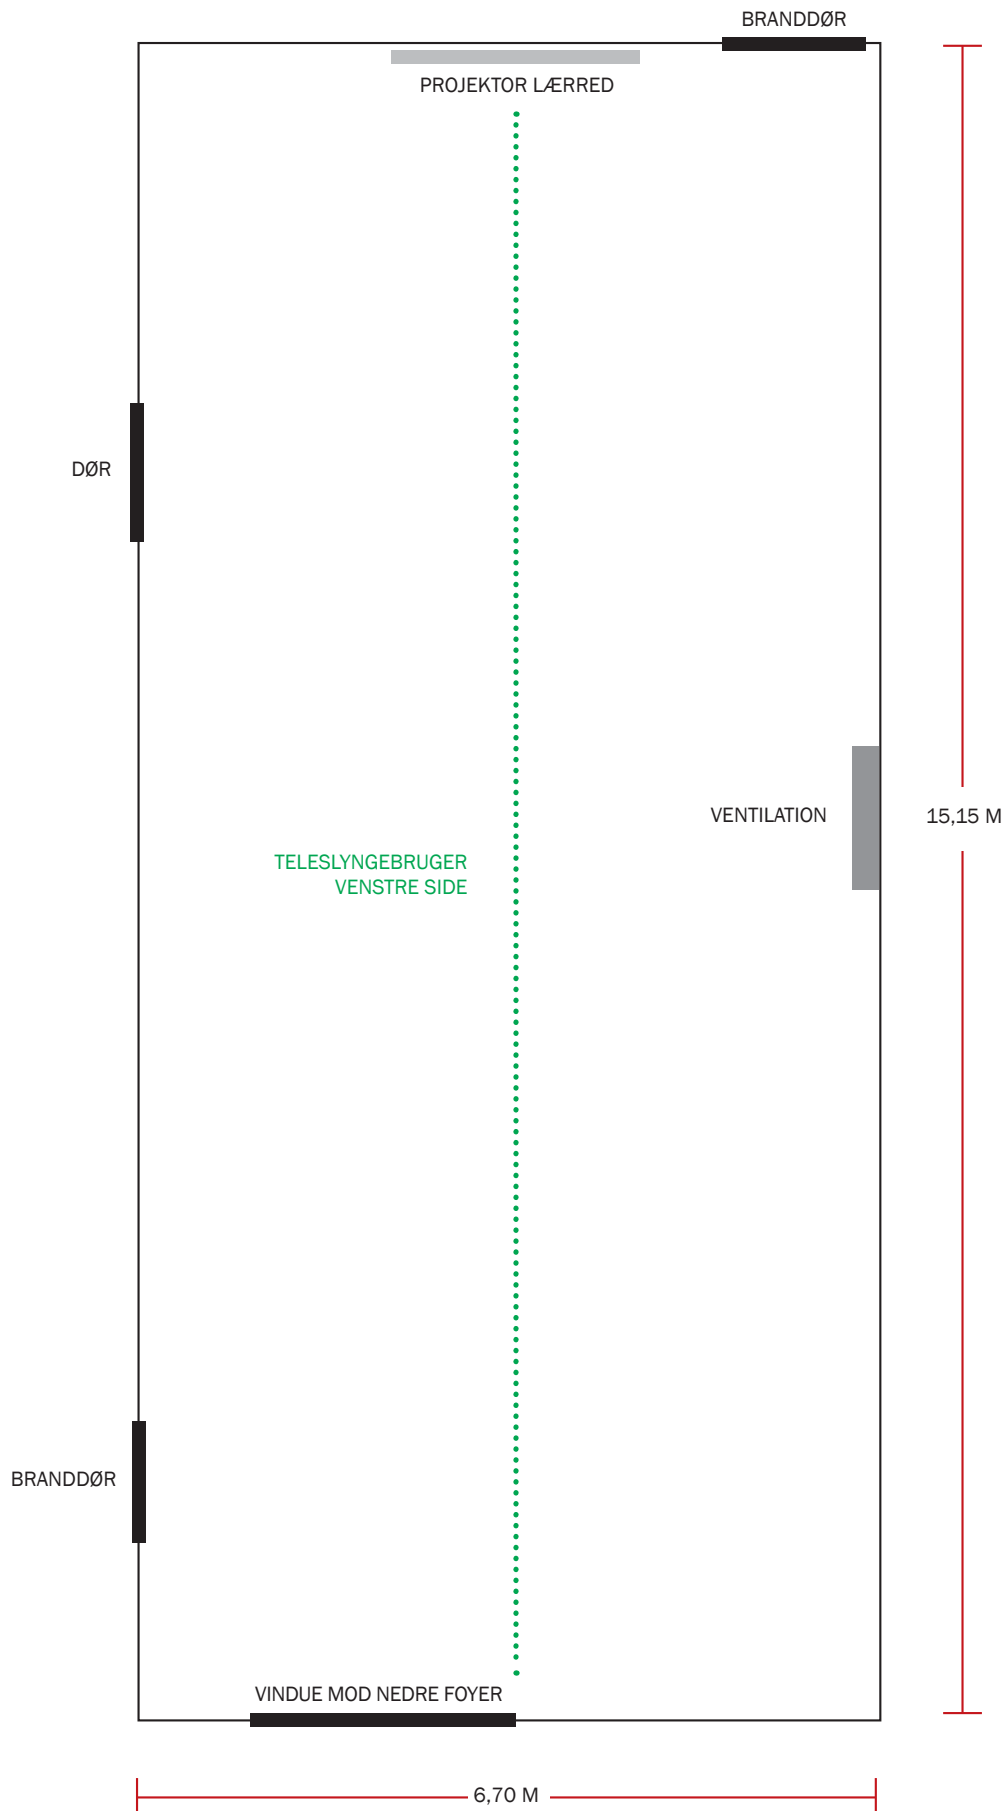 BRANDDØR
PROJEKTOR LÆRRED
DØR
VENTILATION
15,15 M
TELESLYNGEBRUGER
VENSTRE SIDE
BRANDDØR
VINDUE MOD NEDRE FOYER
6,70 M